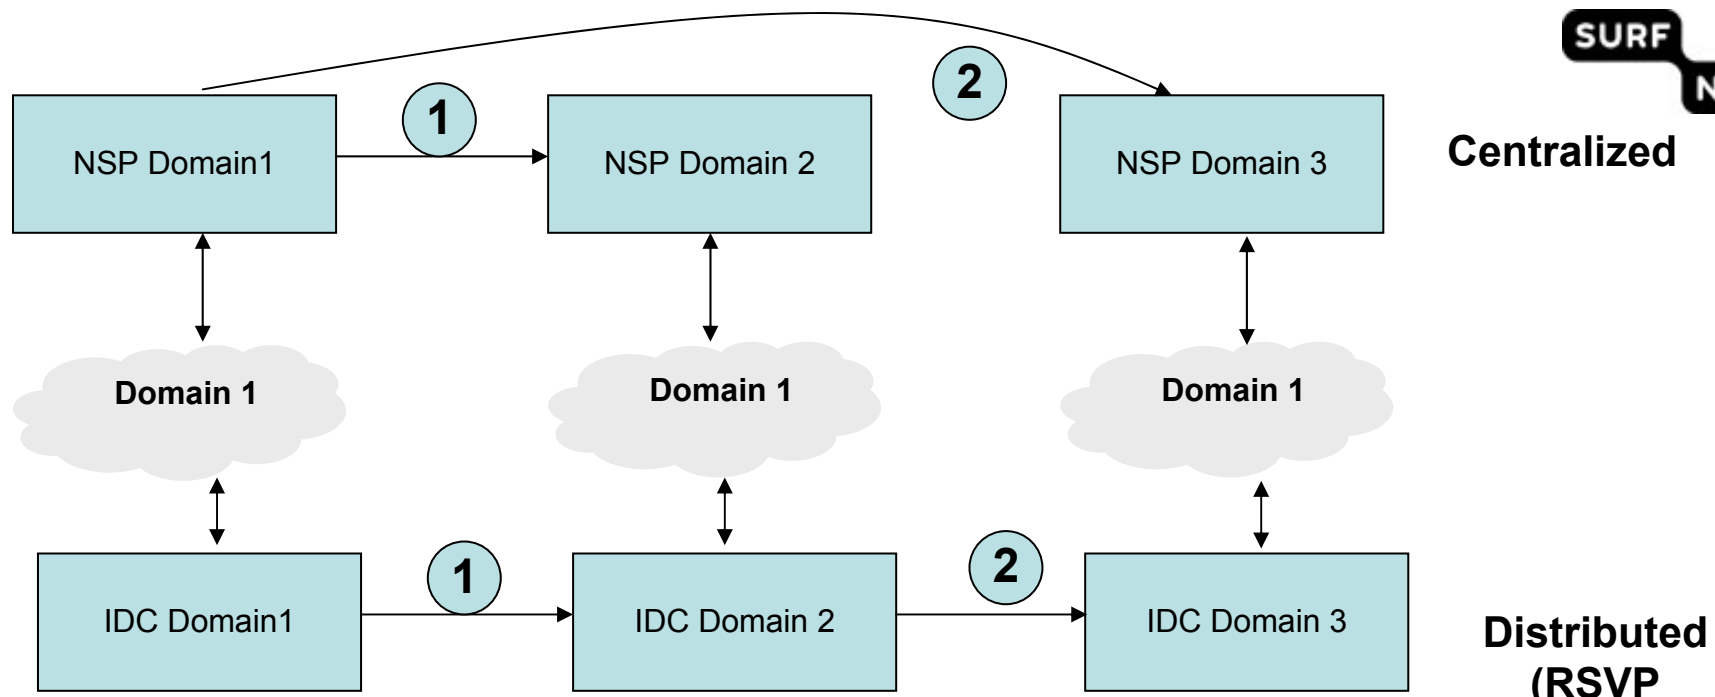 SURF
N
2
1
Centralized
NSP Domain1
NSP Domain 2
NSP Domain 3
Domain 1
Domain 1
Domain 1
1
2
IDC Domain1
IDC Domain 2
IDC Domain 3
Distributed
(RSVP